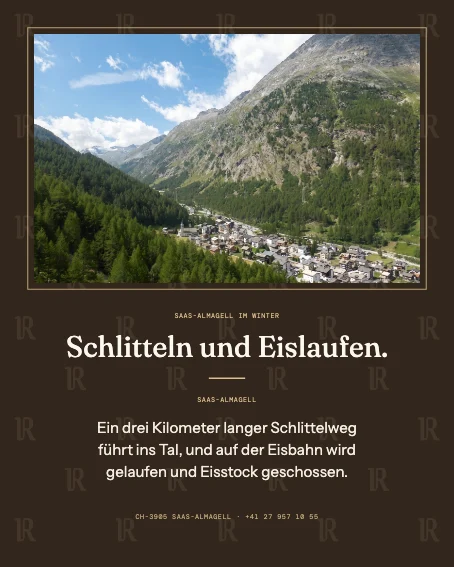 SAAS-ALMAGELL IM WINTER
Schlitteln und Eislaufen.
SAAS-ALMAGELL
Ein drei Kilometer langer Schlittelweg
führt ins Tal, und auf der Eisbahn wird
gelaufen und Eisstock geschossen.
CH-3905 SAAS-ALMAGELL · +41 27 957 10 55